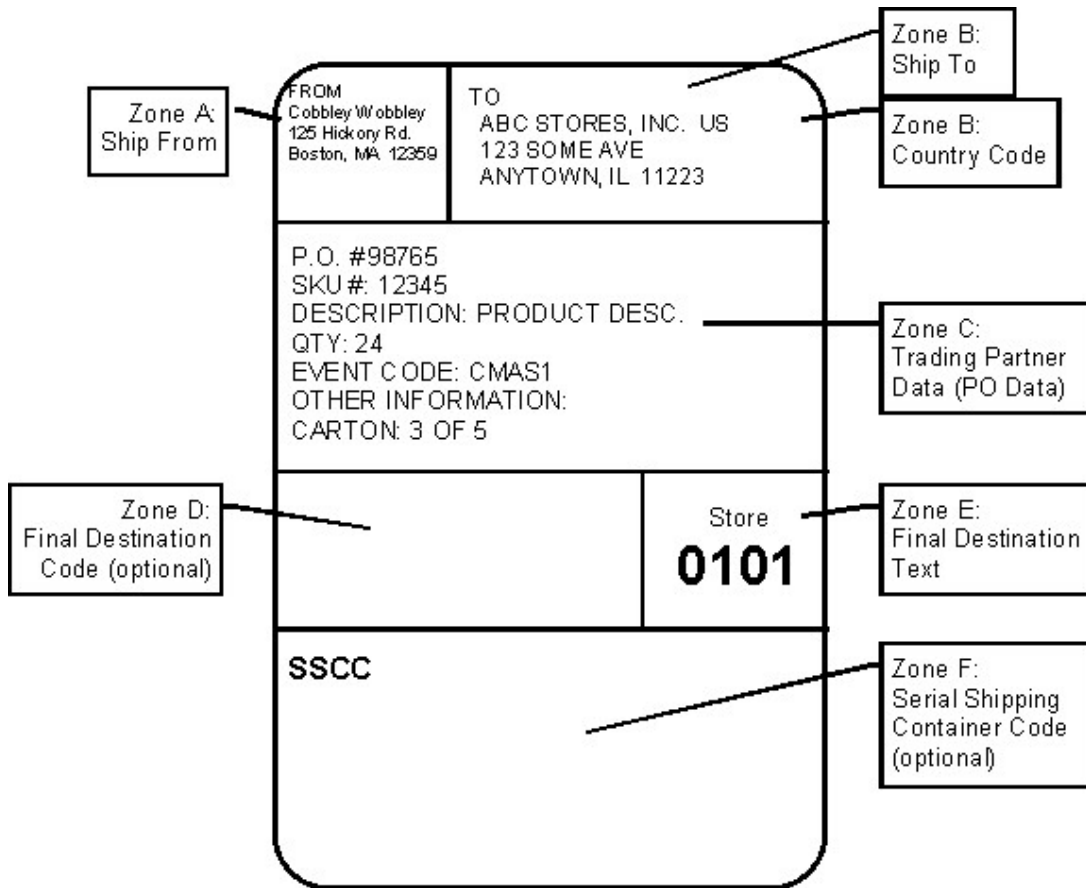 Zone B:
Ship To
Zone A:
Ship From
FROM
Cobbley Wobbley
125 Hickory Rd.
Boston, MA 12359
TO
ABC STORES, INC. US
123 SOME AVE
ANYTOWN, IL 11223
Zone B:
Country Code
P.O. #98765
SKU #: 12345
DESCRIPTION: PRODUCT DESC.
QTY: 24
EVENT CODE: CMAS1
OTHER INFORMATION:
CARTON: 3 OF 5
Zone C:
Trading Partner
Data (PO Data)
Zone D:
Final Destination
Code (optional)
Store
0101
Zone E:
Final Destination
Text
SSCC
Zone F:
Serial Shipping
Container Code
(optional)